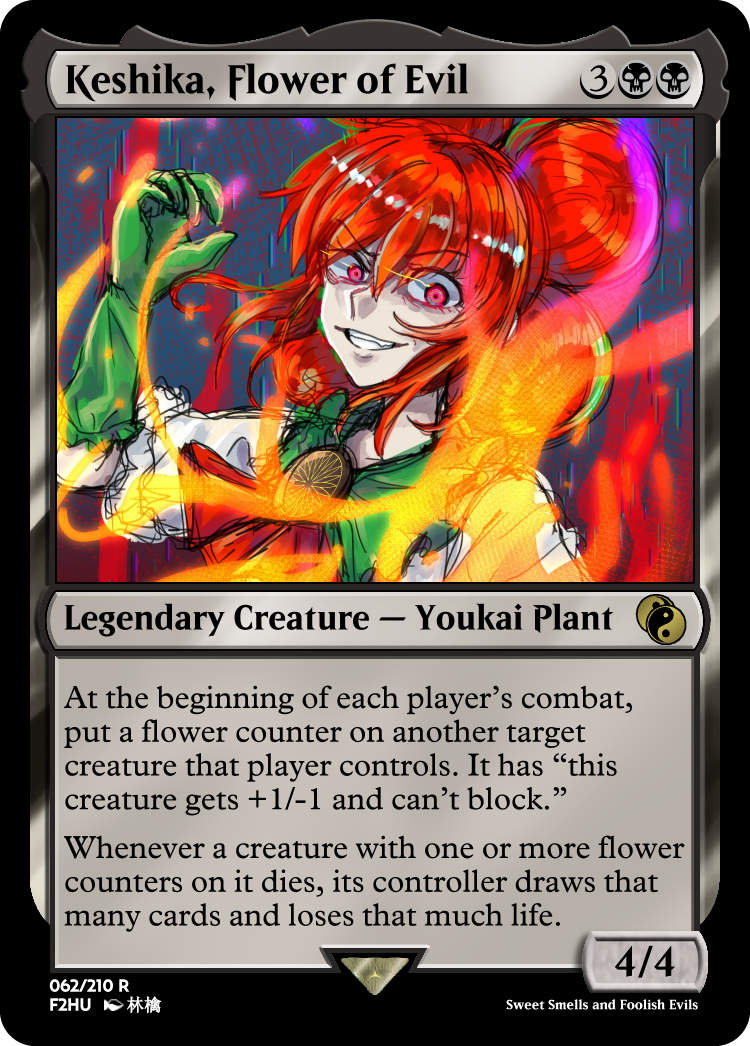 Keshika, Flower of Evil 3
Legendary Creature — Youkai Plant
At the beginning of each player’s combat,
put a flower counter on another target
creature that player controls. It has “this
creature gets +1/-1 and can’t block.”
Whenever a creature with one or more flower
counters on it dies, its controller draws that
many cards and loses that much life.
4/4
062/210 R
F2HU 林檎
Sweet Smells and Foolish Evils